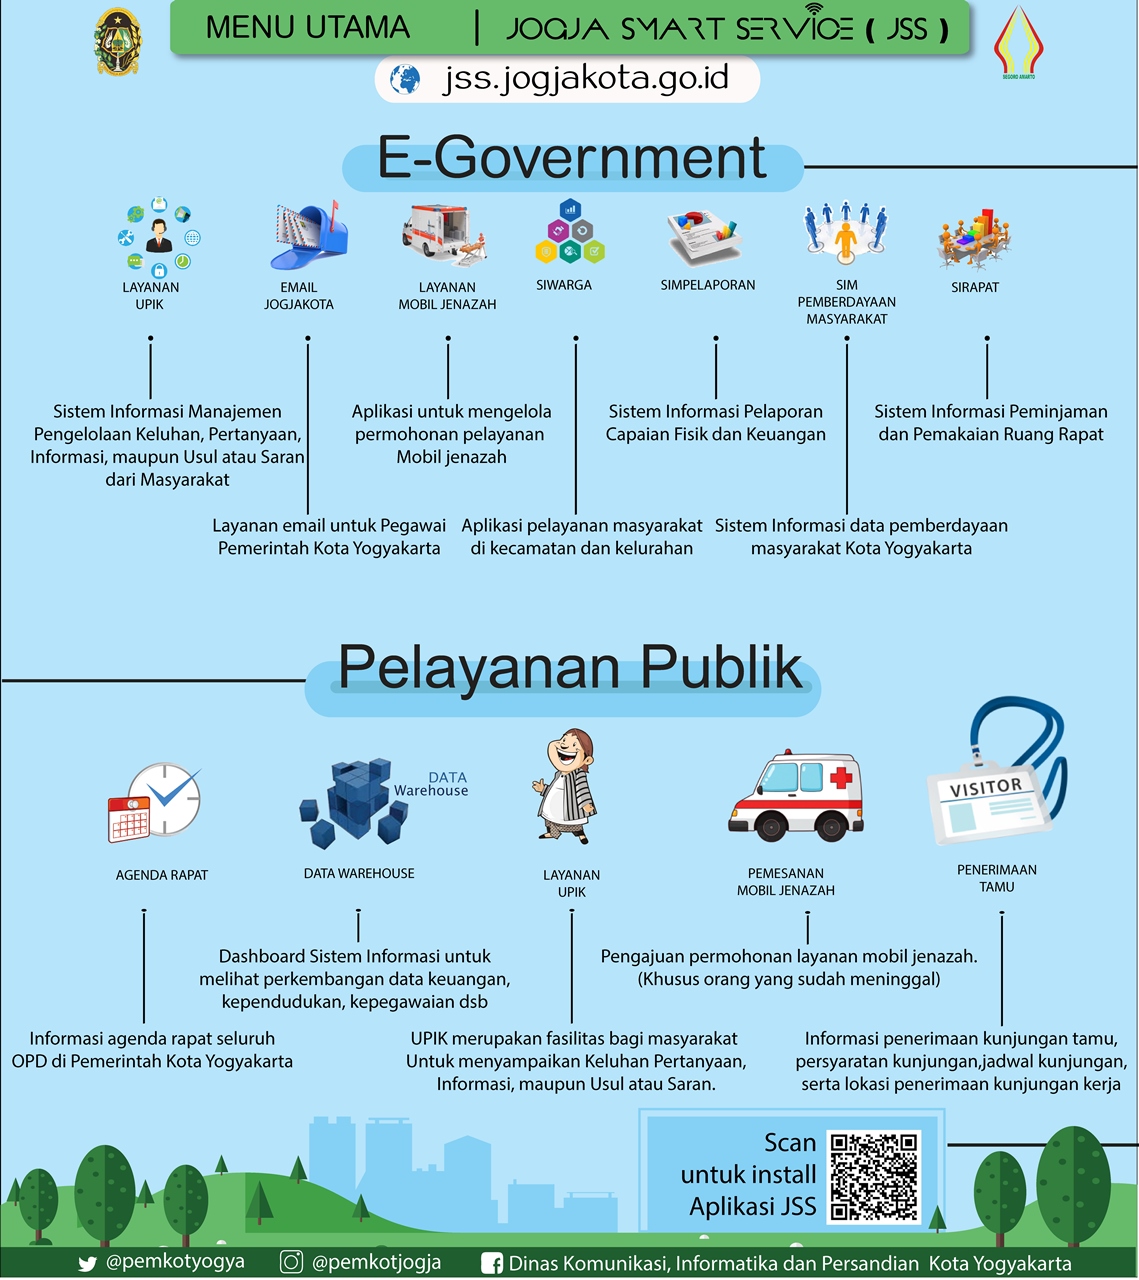 MENU UTAMA | JOGJA SMART SERVICE ( JSS )
SEGORO AMARTO
jss.jogjakota.go.id
E-Government
LAYANAN
UPIK
EMAIL
JOGJAKOTA
LAYANAN
MOBIL JENAZAH
SIWARGA
SIMPELAPORAN
SIM
PEMBERDAYAAN
MASYARAKAT
SIRAPAT
Sistem Informasi Manajemen
Pengelolaan Keluhan, Pertanyaan,
Informasi, maupun Usul atau Saran
dari Masyarakat
Layanan email untuk Pegawai
Pemerintah Kota Yogyakarta
Aplikasi untuk mengelola
permohonan pelayanan
Mobil jenazah
Aplikasi pelayanan masyarakat
di kecamatan dan kelurahan
Sistem Informasi Pelaporan
Capaian Fisik dan Keuangan
Sistem Informasi data pemberdayaan
masyarakat Kota Yogyakarta
Sistem Informasi Peminjaman
dan Pemakaian Ruang Rapat
Pelayanan Publik
DATA
Warehouse
VISITOR
AGENDA RAPAT
DATA WAREHOUSE
LAYANAN
UPIK
PEMESANAN
MOBIL JENAZAH
PENERIMAAN
TAMU
Informasi agenda rapat seluruh
OPD di Pemerintah Kota Yogyakarta
Dashboard Sistem Informasi untuk
melihat perkembangan data keuangan,
kependudukan, kepegawaian dsb
UPIK merupakan fasilitas bagi masyarakat
Untuk menyampaikan Keluhan Pertanyaan,
Informasi, maupun Usul atau Saran.
Pengajuan permohonan layanan mobil jenazah.
(Khusus orang yang sudah meninggal)
Informasi penerimaan kunjungan tamu,
persyaratan kunjungan,jadwal kunjungan,
serta lokasi penerimaan kunjungan kerja
Scan
untuk install
Aplikasi JSS
@pemkotyogya
@pemkotjogja
Dinas Komunikasi, Informatika dan Persandian Kota Yogyakarta